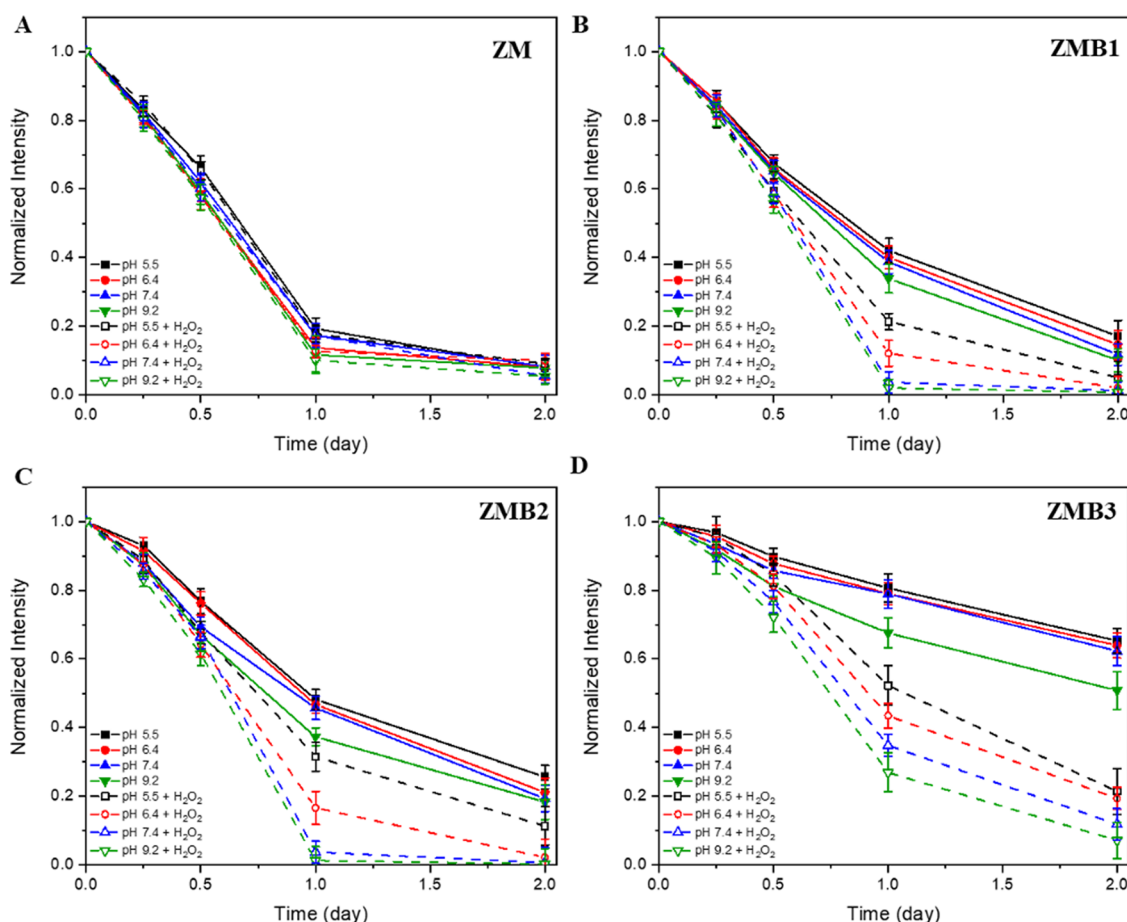 A
ZM
Normalized Intensity
1.0
0.8
0.6
0.4
0.2
0.0
pH 5.5
pH 6.4
pH 7.4
pH 9.2
pH 5.5 + H₂O₂
pH 6.4 + H₂O₂
pH 7.4 + H₂O₂
pH 9.2 + H₂O₂
0.0 0.5 1.0 2.0
Time (day)
B
ZMB1
Normalized Intensity
1.0
0.8
0.6
0.4
0.2
0.0
pH 5.5
pH 6.4
pH 7.4
pH 9.2
pH 5.5 + H₂O₂
pH 6.4 + H₂O₂
pH 7.4 + H₂O₂
pH 9.2 + H₂O₂
0.0 0.5 1.0 2.0
Time (day)
C
ZMB2
Normalized Intensity
1.0
0.8
0.6
0.4
0.2
0.0
pH 5.5
pH 6.4
pH 7.4
pH 9.2
pH 5.5 + H₂O₂
pH 6.4 + H₂O₂
pH 7.4 + H₂O₂
pH 9.2 + H₂O₂
0.0 0.5 1.0 2.0
Time (day)
D
ZMB3
Normalized Intensity
1.0
0.8
0.6
0.4
0.2
0.0
pH 5.5
pH 6.4
pH 7.4
pH 9.2
pH 5.5 + H₂O₂
pH 6.4 + H₂O₂
pH 7.4 + H₂O₂
pH 9.2 + H₂O₂
0.0 0.5 1.0 2.0
Time (day)